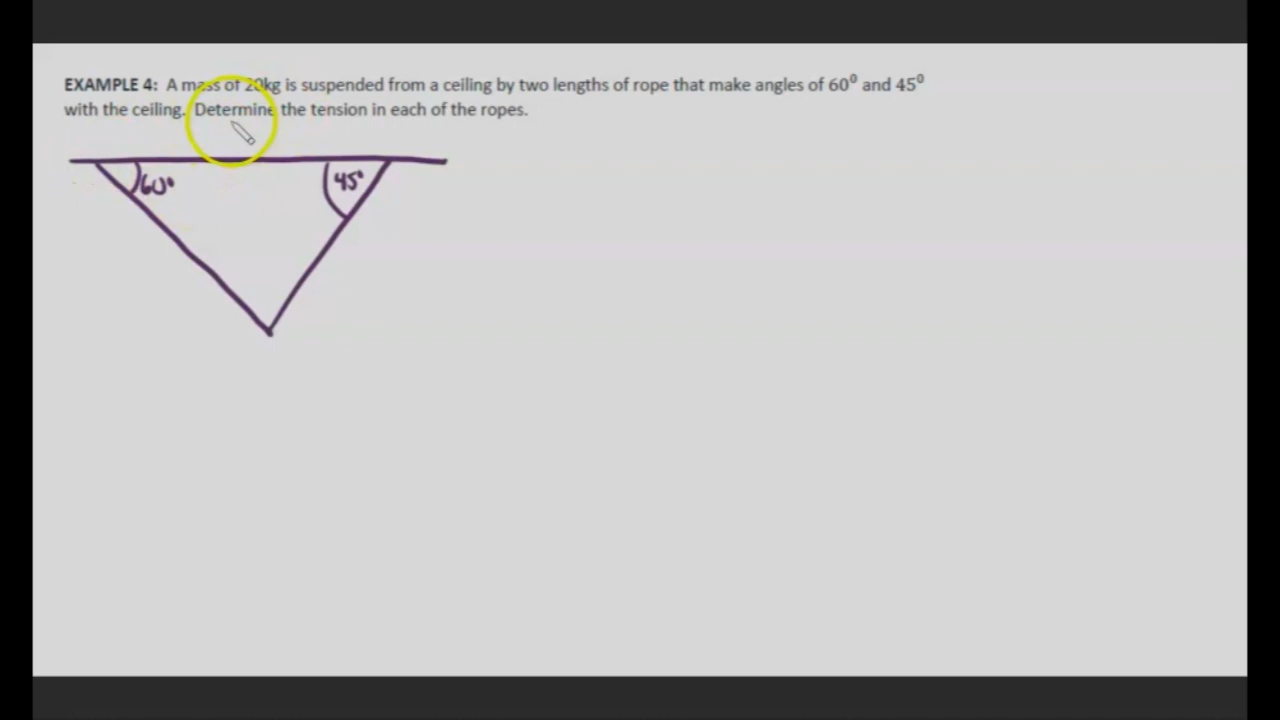 EXAMPLE 4: A mass of 20kg is suspended from a ceiling by two lengths of rope that make angles of 60⁰ and 45⁰
with the ceiling. Determine the tension in each of the ropes.
60° 45°